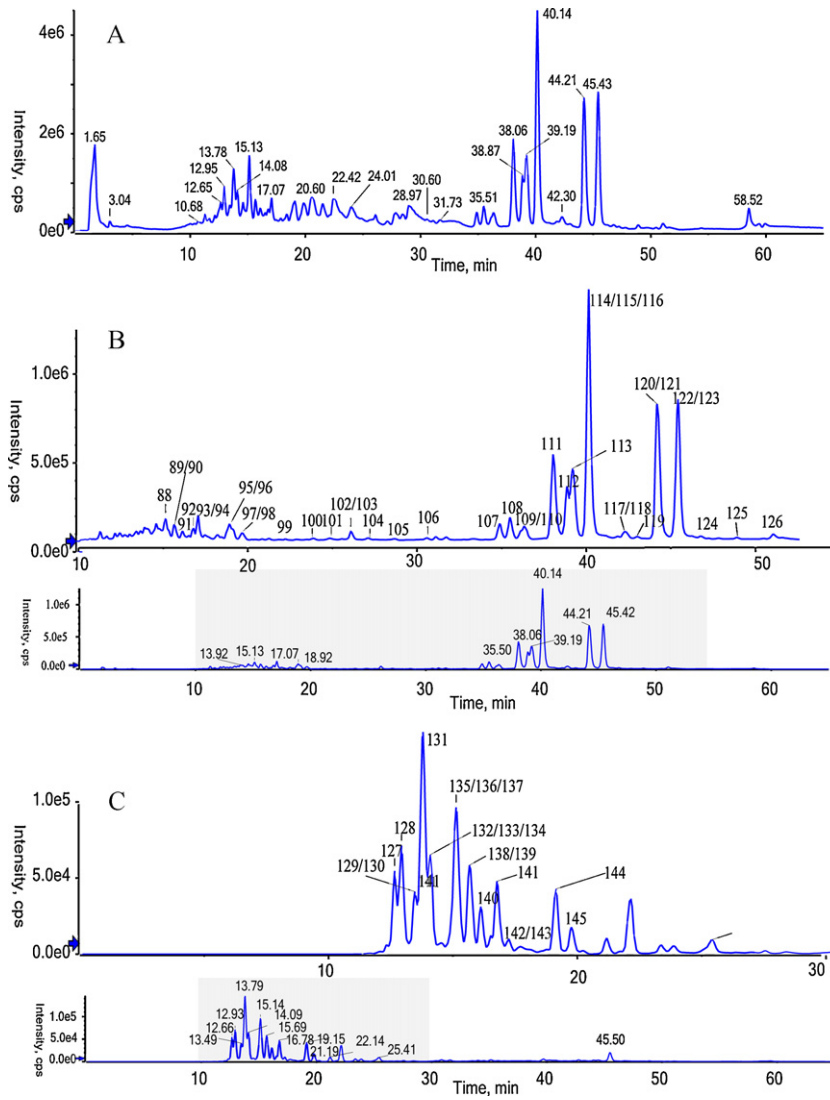 A
Intensity, cps
4e6
2e6
0e0
1.65
3.04
10.68
12.65
12.95
13.78
15.13
14.08
17.07
20.60
22.42
24.01
28.97
30.60
31.73
35.51
38.06
38.87
39.19
40.14
42.30
44.21
45.43
58.52
10 20 30 40 50 60
Time, min
B
Intensity, cps
1.0e6
5.0e5
0.0e0
88
89/90
91
92
93/94
95/96
97/98
99
100
101
102/103
104
105
106
107
108
109/110
111
112
113
114/115/116
117/118
119
120/121
122/123
124
125
126
10 20 30 40 50
Intensity, cps
1.0e6
5.0e5
0.0e0
13.92
15.13
17.07
18.92
35.50
38.06
39.19
40.14
44.21
45.42
10 20 30 40 50 60
Time, min
C
Intensity, cps
1.0e5
5.0e4
0.0e0
127
128
129/130
141
131
132/133/134
135/136/137
138/139
140
141
142/143
144
145
10 20 30
Intensity, cps
1.0e5
5.0e4
0.0e0
13.49
12.66
12.93
13.79
15.14
14.09
15.69
16.78
19.15
21.19
22.14
25.41
45.50
10 20 30 40 50 60
Time, min